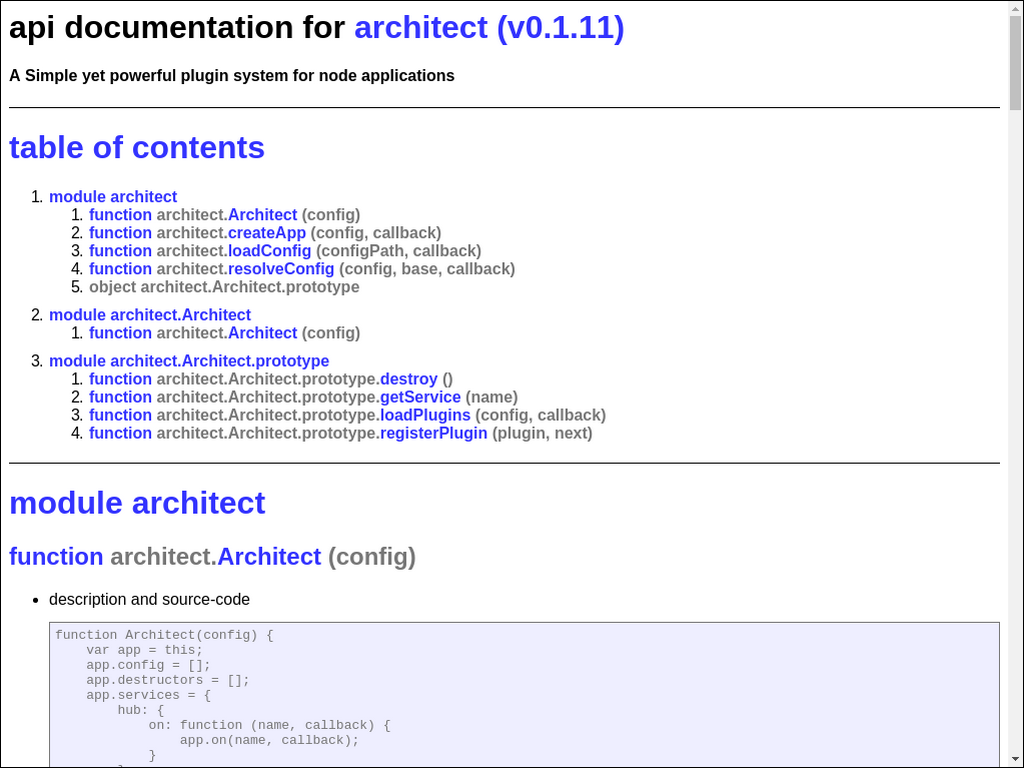 api documentation for architect (v0.1.11)
A Simple yet powerful plugin system for node applications
table of contents
1. module architect
1. function architect.Architect (config)
2. function architect.createApp (config, callback)
3. function architect.loadConfig (configPath, callback)
4. function architect.resolveConfig (config, base, callback)
5. object architect.Architect.prototype
2. module architect.Architect
1. function architect.Architect (config)
3. module architect.Architect.prototype
1. function architect.Architect.prototype.destroy ()
2. function architect.Architect.prototype.getService (name)
3. function architect.Architect.prototype.loadPlugins (config, callback)
4. function architect.Architect.prototype.registerPlugin (plugin, next)
module architect
function architect.Architect (config)
• description and source-code
function Architect(config) {
    var app = this;
    app.config = [];
    app.destructors = [];
    app.services = {
        hub: {
            on: function (name, callback) {
                app.on(name, callback);
            }